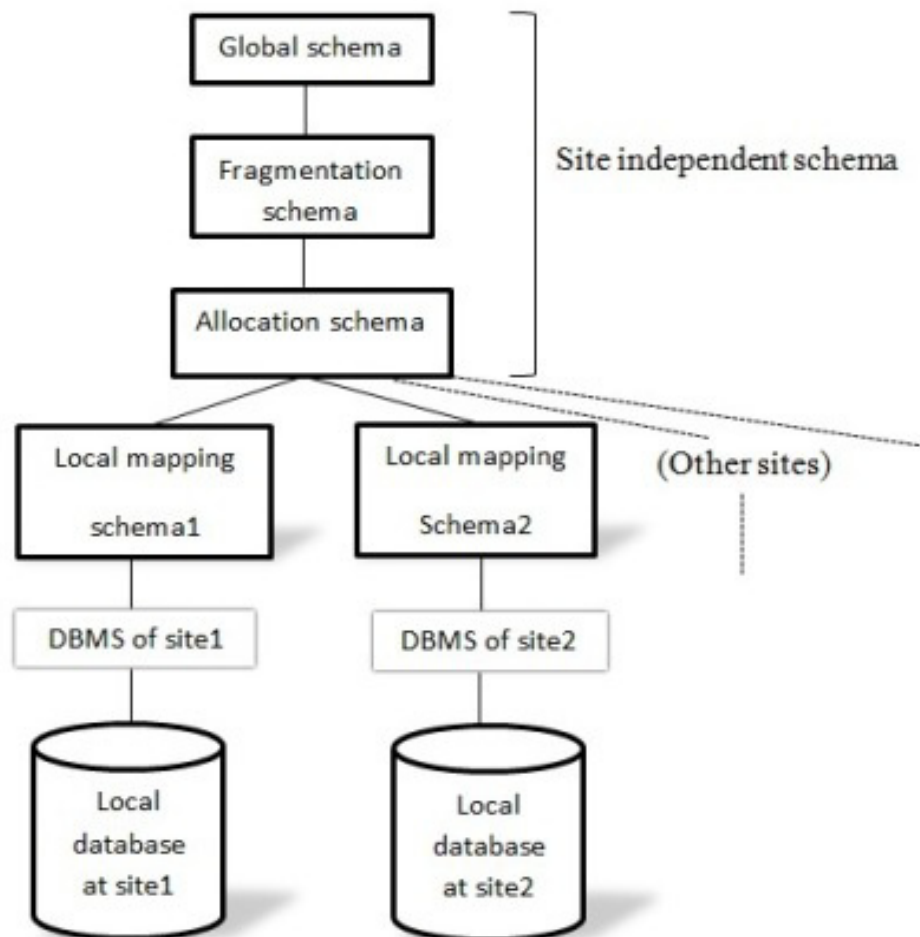 Global schema
Fragmentation
schema
Site independent schema
Allocation schema
Local mapping
schema1
Local mapping
Schema2
(Other sites)
DBMS of site1
DBMS of site2
Local
database
at site1
Local
database
at site2